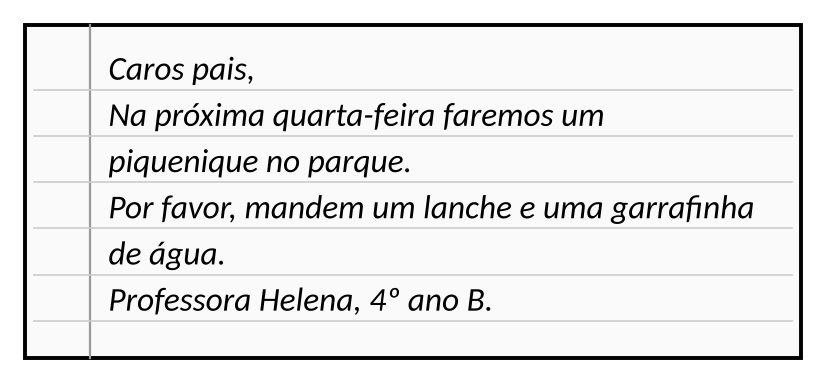 Caros pais,
Na próxima quarta-feira faremos um
piquenique no parque.
Por favor, mandem um lanche e uma garrafinha
de água.
Professora Helena, 4º ano B.